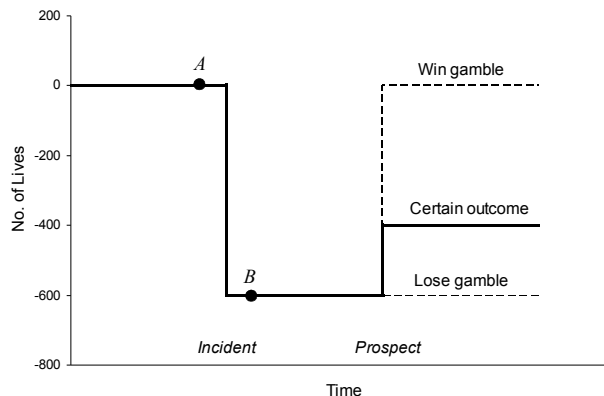 200
A
0
Win gamble
-200
No. of Lives
Certain outcome
-400
B
Lose gamble
-600
Incident
Prospect
-800
Time